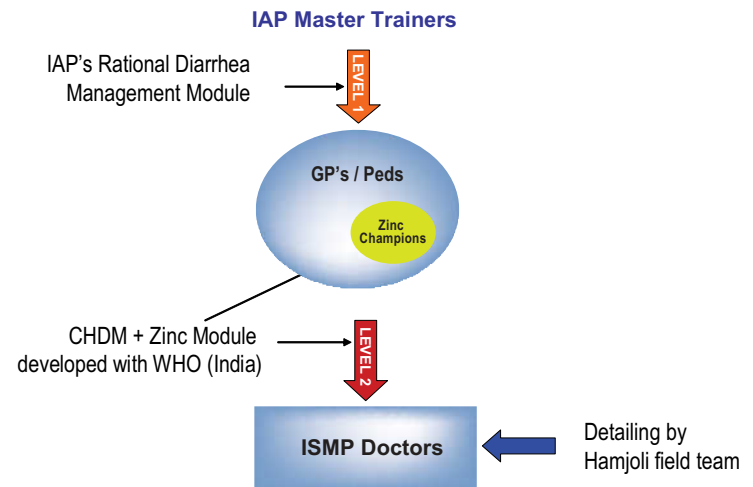 IAP Master Trainers
IAP's Rational Diarrhea
Management Module
LEVEL 1
GP's / Peds
Zinc
Champions
CHDM + Zinc Module
developed with WHO (India)
LEVEL 2
ISMP Doctors
Detailing by
Hamjoli field team